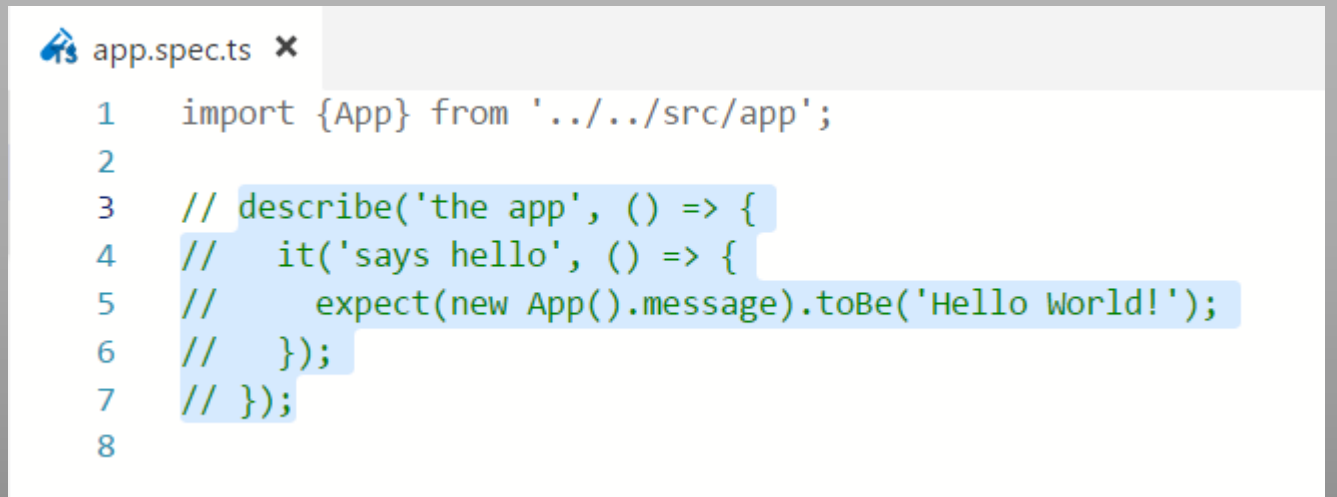 TS app.spec.ts ×
1 import {App} from '../../src/app';
2
3 // describe('the app', () => {
4 //   it('says hello', () => {
5 //     expect(new App().message).toBe('Hello World!');
6 //   });
7 // });
8